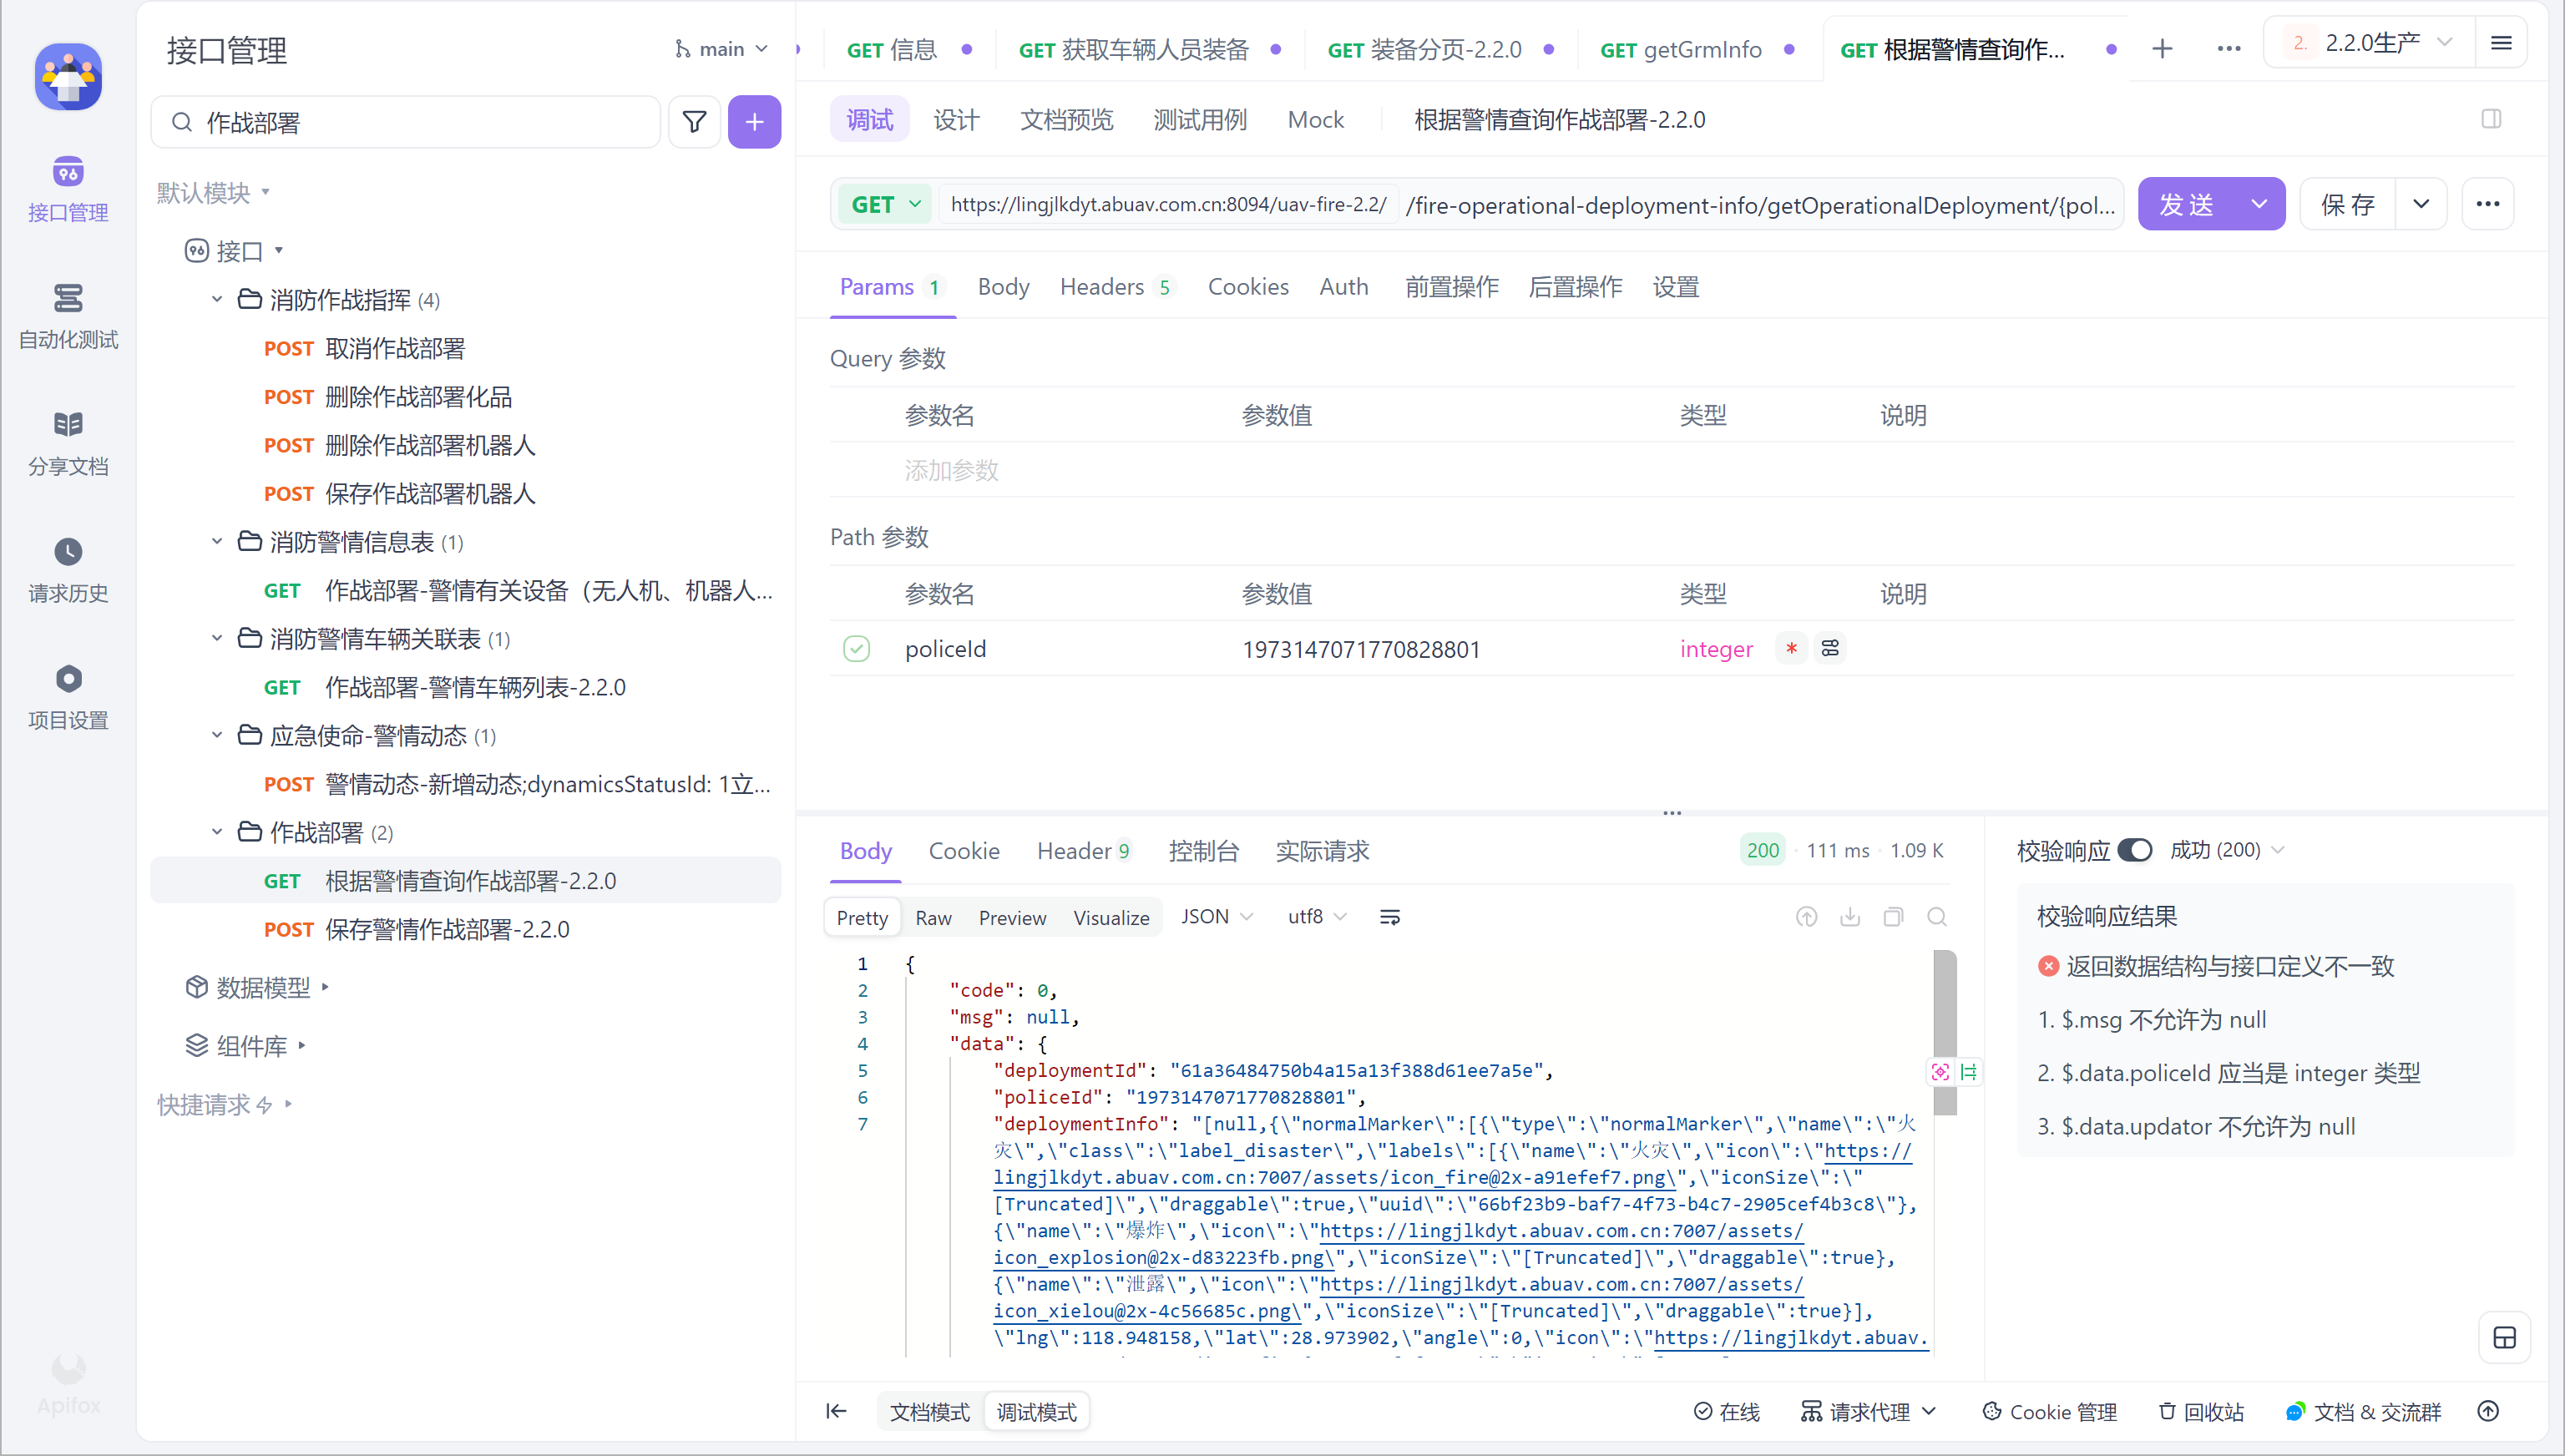 接口管理
自动化测试
分享文档
请求历史
项目设置
Apifox
接口管理
main
作战部署
默认模块
接口
消防作战指挥 (4)
POST 取消作战部署
POST 删除作战部署化品
POST 删除作战部署机器人
POST 保存作战部署机器人
消防警情信息表 (1)
GET 作战部署-警情有关设备（无人机、机器人...
消防警情车辆关联表 (1)
GET 作战部署-警情车辆列表-2.2.0
应急使命-警情动态 (1)
POST 警情动态-新增动态;dynamicsStatusId: 1立...
作战部署 (2)
GET 根据警情查询作战部署-2.2.0
POST 保存警情作战部署-2.2.0
数据模型
组件库
快捷请求
GET 信息
GET 获取车辆人员装备
GET 装备分页-2.2.0
GET getGrmInfo
GET 根据警情查询作...
2. 2.2.0生产
调试 设计 文档预览 测试用例 Mock 根据警情查询作战部署-2.2.0
GET https://lingjlkdyt.abuav.com.cn:8094/uav-fire-2.2/ /fire-operational-deployment-info/getOperationalDeployment/{pol... 发送 保存
Params 1 Body Headers 5 Cookies Auth 前置操作 后置操作 设置
Query 参数
参数名 参数值 类型 说明
添加参数
Path 参数
参数名 参数值 类型 说明
policeId 1973147071770828801 integer *
Body Cookie Header 9 控制台 实际请求 200 · 111 ms · 1.09 K
Pretty Raw Preview Visualize JSON utf8
1 {
2 "code": 0,
3 "msg": null,
4 "data": {
5 "deploymentId": "61a36484750b4a15a13f388d61ee7a5e",
6 "policeId": "1973147071770828801",
7 "deploymentInfo": "[null,{\"normalMarker\":[{\"type\":\"normalMarker\",\"name\":\"火
灾\",\"class\":\"label_disaster\",\"labels\":[{\"name\":\"火灾\",\"icon\":\"https://
lingjlkdyt.abuav.com.cn:7007/assets/icon_fire@2x-a91efef7.png\",\"iconSize\":\"
[Truncated]\",\"draggable\":true,\"uuid\":\"66bf23b9-baf7-4f73-b4c7-2905cef4b3c8\"},
{\"name\":\"爆炸\",\"icon\":\"https://lingjlkdyt.abuav.com.cn:7007/assets/
icon_explosion@2x-d83223fb.png\",\"iconSize\":\"[Truncated]\",\"draggable\":true},
{\"name\":\"泄露\",\"icon\":\"https://lingjlkdyt.abuav.com.cn:7007/assets/
icon_xielou@2x-4c56685c.png\",\"iconSize\":\"[Truncated]\",\"draggable\":true}],
\"lng\":118.948158,\"lat\":28.973902,\"angle\":0,\"icon\":\"https://lingjlkdyt.abuav.
校验响应 成功 (200)
校验响应结果
返回数据结构与接口定义不一致
1. $.msg 不允许为 null
2. $.data.policeId 应当是 integer 类型
3. $.data.updator 不允许为 null
文档模式 调试模式
在线 请求代理 Cookie 管理 回收站 文档 & 交流群